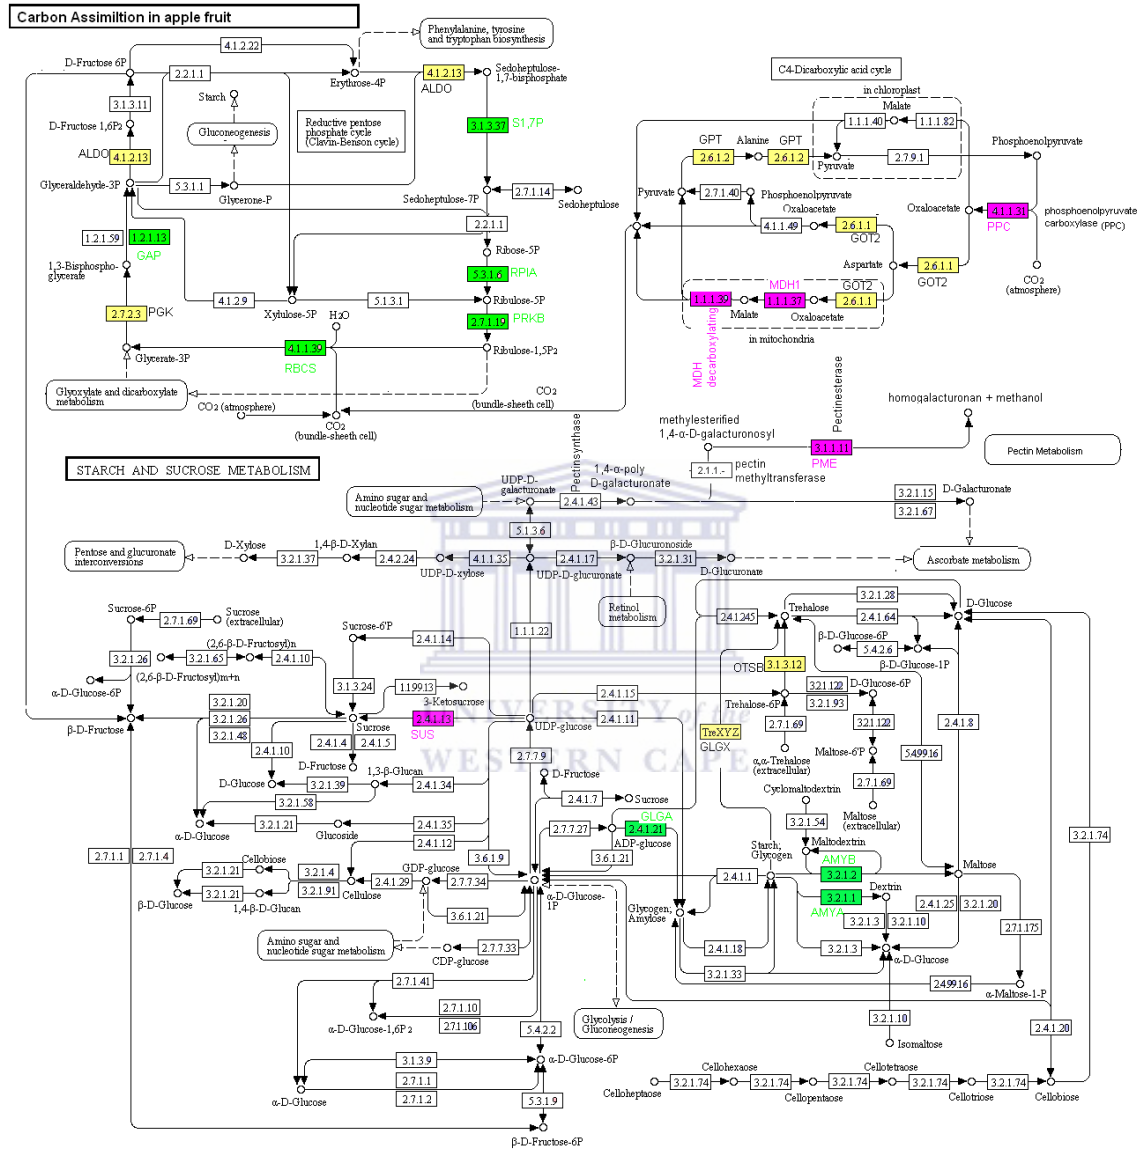 Carbon Assimiltion in apple fruit
Phenylalanine, tyrosine
and tryptophan biosynthesis
4.1.2.22
D-Fructose 6P
2.2.1.1
Erythrose-4P
4.1.2.13
ALDO
Sedoheptulose-
1,7-bisphosphate
3.1.3.11
Starch
Gluconeogenesis
Reductive pentose
phosphate cycle
(Clavin-Benson cycle)
3.1.3.37
S1,7P
D-Fructose 1,6P2
ALDO
4.1.2.13
Glyceraldehyde-3P
5.3.1.1
Glycerone-P
Sedoheptulose-7P
2.7.1.14
Sedoheptulose
2.2.1.1
1.2.1.59
1.2.1.13
GAP
Ribose-5P
5.3.1.6
RPIA
1,3-Bisphospho-
glycerate
4.1.2.9
Xylulose-5P
5.1.3.1
Ribulose-5P
2.7.2.3
PGK
H2O
2.7.1.19
PRKB
Glycerate-3P
4.1.1.39
RBCS
Ribulose-1,5P2
Glyoxylate and dicarboxylate
metabolism
CO2 (atmosphere)
CO2
(bundle-sheeth cell)
CO2
(bundle-sheeth cell)
C4-Dicarboxylic acid cycle
in chloroplast
Malate
1.1.1.40
1.1.1.82
GPT
Alanine
GPT
2.6.1.2
2.6.1.2
Pyruvate
2.7.9.1
Phosphoenolpyruvate
Pyruvate
2.7.1.40
Phosphoenolpyruvate
Oxaloacetate
4.1.1.49
2.6.1.1
GOT2
Oxaloacetate
4.1.1.31
PPC
phosphoenolpyruvate
carboxylase (PPC)
Aspartate
2.6.1.1
GOT2
CO2
(atmosphere)
MDH1
GOT2
1.1.1.39
1.1.1.37
2.6.1.1
Malate
Oxaloacetate
in mitochondria
MDH
decarboxylating
Pectinesterase
homogalacturonan + methanol
methylesterified
1,4-α-D-galacturonosyl
3.1.1.11
PME
Pectin Metabolism
2.1.1.-
pectin
methyltransferase
STARCH AND SUCROSE METABOLISM
Pectinsynthase
UDP-D-
galacturonate
1,4-α-poly
D-galacturonate
Amino sugar and
nucleotide sugar metabolism
2.4.1.43
3.2.1.15
3.2.1.67
D-Galacturonate
5.1.3.6
Pentose and glucuronate
interconversions
D-Xylose
3.2.1.37
1,4-β-D-Xylan
2.4.2.24
UDP-D-xylose
4.1.1.35
UDP-D-glucuronate
2.4.1.17
β-D-Glucuronoside
3.2.1.31
D-Glucuronate
Ascorbate metabolism
Retinol
metabolism
Sucrose-6P
2.7.1.69
Sucrose
(extracellular)
Sucrose-6'P
2.4.1.14
1.1.1.22
2.4.1.245
Trehalose
3.2.1.28
2.4.1.64
D-Glucose
(2,6-β-D-Fructosyl)n
3.2.1.26
3.2.1.65
2.4.1.10
(2,6-β-D-Fructosyl)m+n
α-D-Glucose-6P
3.1.3.24
1.1.99.13
3-Ketosucrose
OTSB
3.1.3.12
β-D-Glucose-6P
5.4.2.6
β-D-Glucose-1P
β-D-Fructose
3.2.1.20
3.2.1.26
3.2.1.48
Sucrose
2.4.1.13
SUS
UDP-glucose
2.4.1.15
2.4.1.11
Trehalose-6P
3.2.1.122
3.2.1.93
D-Glucose-6P
2.4.1.10
2.4.1.4
2.4.1.5
D-Fructose
TreXYZ
GLGX
2.7.1.69
3.2.1.122
2.4.1.8
UNIVERSITY of the
WESTERN CAPE
2.7.7.9
α,α-Trehalose
(extracellular)
Maltose-6'P
5.4.99.16
D-Glucose
3.2.1.39
1,3-β-Glucan
2.4.1.34
D-Fructose
2.7.1.69
Maltose
(extracellular)
3.2.1.58
2.4.1.7
Sucrose
Cyclomaltodextrin
α-D-Glucose
3.2.1.21
Glucoside
2.4.1.35
2.7.7.27
GLGA
2.4.1.21
ADP-glucose
3.2.1.54
Maltodextrin
3.2.1.74
2.4.1.12
2.7.1.1
2.7.1.4
3.6.1.9
3.6.1.21
Starch;
Glycogen
AMYB
3.2.1.2
Maltose
Cellobiose
3.2.1.21
3.2.1.4
GDP-glucose
2.4.1.29
2.7.7.34
2.4.1.1
β-D-Glucose
3.2.1.21
1,4-β-D-Glucan
3.2.1.91
Cellulose
α-D-Glucose-
1P
3.2.1.1
AMYA
Dextrin
2.4.1.25
3.2.1.20
3.6.1.21
Glycogen;
Amylose
3.2.1.3
3.2.1.10
2.7.1.175
Amino sugar and
nucleotide sugar metabolism
2.7.7.33
CDP-glucose
2.4.1.18
3.2.1.3
α-D-Glucose
3.2.1.33
2.4.99.16
α-Maltose-1-P
2.7.1.41
α-D-Glucose-1,6P2
2.7.1.10
2.7.1.106
5.4.2.2
Glycolysis /
Gluconeogenesis
3.2.1.10
Isomaltose
2.4.1.20
3.1.3.9
α-D-Glucose-6P
2.7.1.1
2.7.1.2
α-D-Glucose
5.3.1.9
β-D-Fructose-6P
Celloheptaose
3.2.1.74
Cellohexaose
3.2.1.74
Cellopentaose
3.2.1.74
Cellotetraose
3.2.1.74
Cellotriose
3.2.1.74
Cellobiose